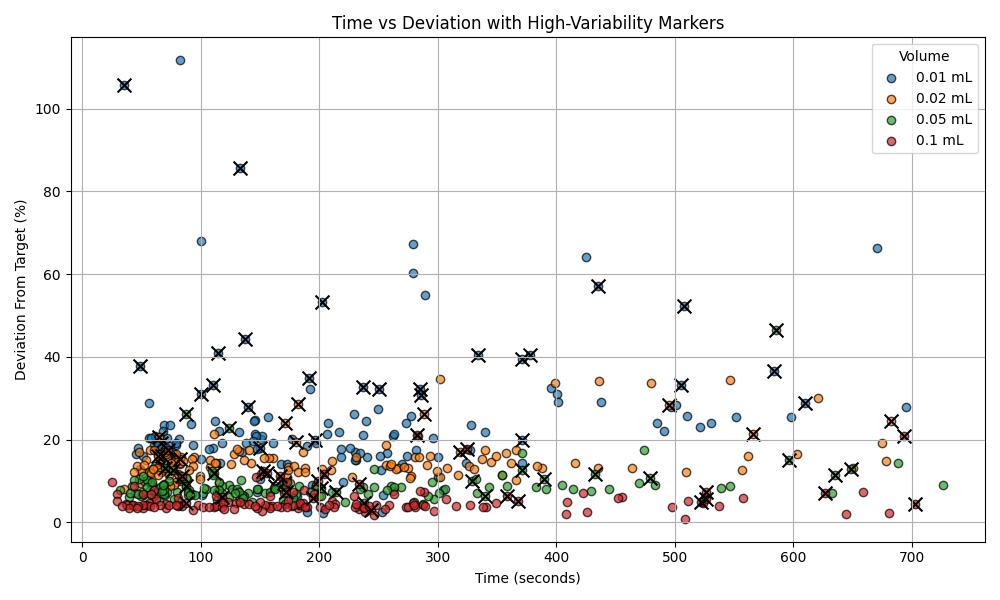 Time vs Deviation with High-Variability Markers
Volume
0.01 mL
0.02 mL
0.05 mL
0.1 mL
Deviation From Target (%)
100
80
60
40
20
0
0 100 200 300 400 500 600 700
Time (seconds)